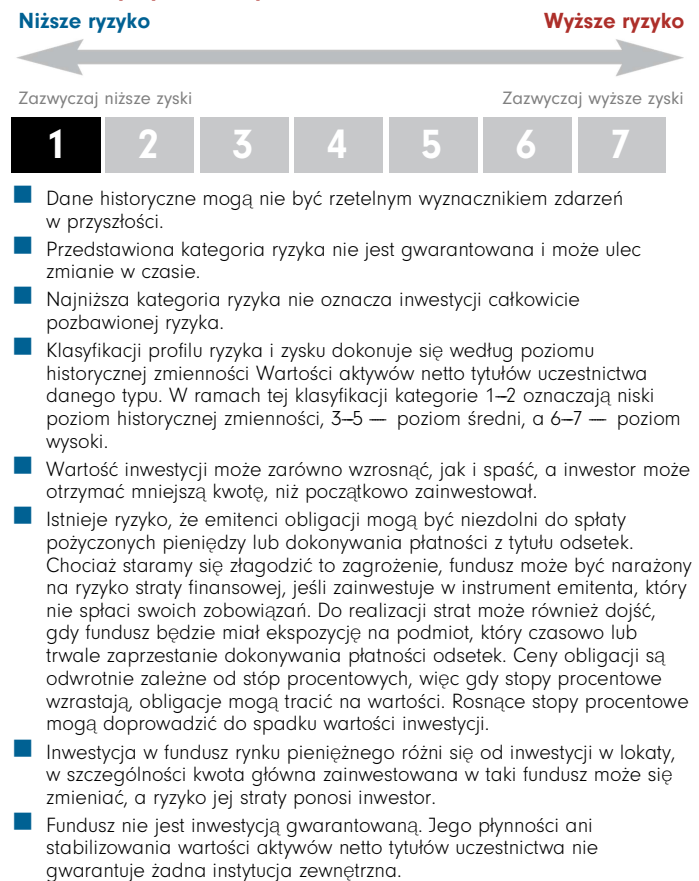 Niższe ryzyko Wyższe ryzyko
Zazwyczaj niższe zyski Zazwyczaj wyższe zyski
1 2 3 4 5 6 7
Dane historyczne mogą nie być rzetelnym wyznacznikiem zdarzeń
w przyszłości.
Przedstawiona kategoria ryzyka nie jest gwarantowana i może ulec
zmianie w czasie.
Najniższa kategoria ryzyka nie oznacza inwestycji całkowicie
pozbawionej ryzyka.
Klasyfikacji profilu ryzyka i zysku dokonuje się według poziomu
historycznej zmienności Wartości aktywów netto tytułów uczestnictwa
danego typu. W ramach tej klasyfikacji kategorie 1–2 oznaczają niski
poziom historycznej zmienności, 3–5 — poziom średni, a 6–7 — poziom
wysoki.
Wartość inwestycji może zarówno wzrosnąć, jak i spaść, a inwestor może
otrzymać mniejszą kwotę, niż początkowo zainwestował.
Istnieje ryzyko, że emitenci obligacji mogą być niezdolni do spłaty
pożyczonych pieniędzy lub dokonywania płatności z tytułu odsetek.
Chociaż staramy się złagodzić to zagrożenie, fundusz może być narażony
na ryzyko straty finansowej, jeśli zainwestuje w instrument emitenta, który
nie spłaci swoich zobowiązań. Do realizacji strat może również dojść,
gdy fundusz będzie miał ekspozycję na podmiot, który czasowo lub
trwale zaprzestanie dokonywania płatności odsetek. Ceny obligacji są
odwrotnie zależne od stóp procentowych, więc gdy stopy procentowe
wzrastają, obligacje mogą tracić na wartości. Rosnące stopy procentowe
mogą doprowadzić do spadku wartości inwestycji.
Inwestycja w fundusz rynku pieniężnego różni się od inwestycji w lokaty,
w szczególności kwota główna zainwestowana w taki fundusz może się
zmieniać, a ryzyko jej straty ponosi inwestor.
Fundusz nie jest inwestycją gwarantowaną. Jego płynności ani
stabilizowania wartości aktywów netto tytułów uczestnictwa nie
gwarantuje żadna instytucja zewnętrzna.